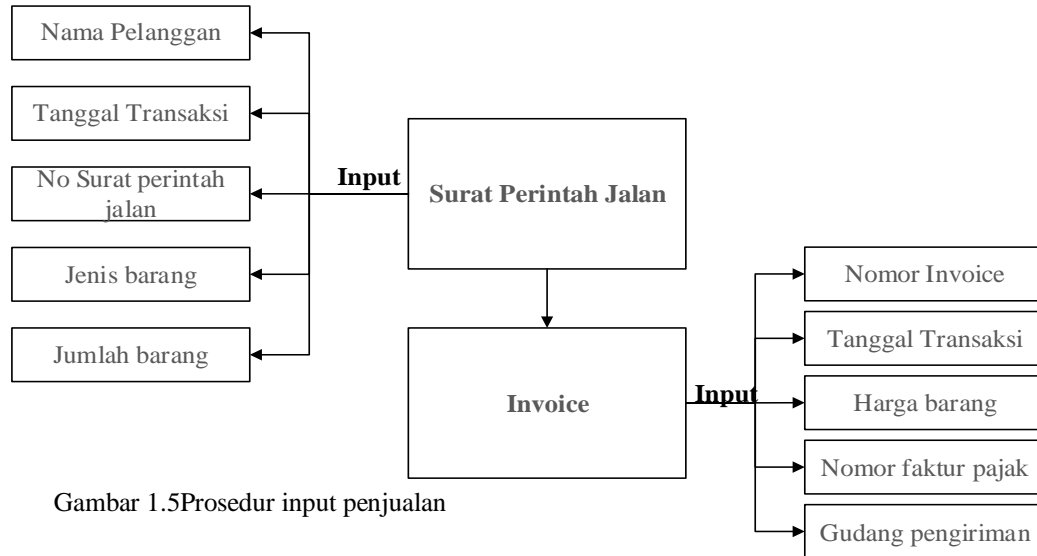 Nama Pelanggan
Tanggal Transaksi
No Surat perintah
jalan
Jenis barang
Jumlah barang
Input
Surat Perintah Jalan
Invoice
Input
Nomor Invoice
Tanggal Transaksi
Harga barang
Nomor faktur pajak
Gudang pengiriman
Gambar 1.5Prosedur input penjualan